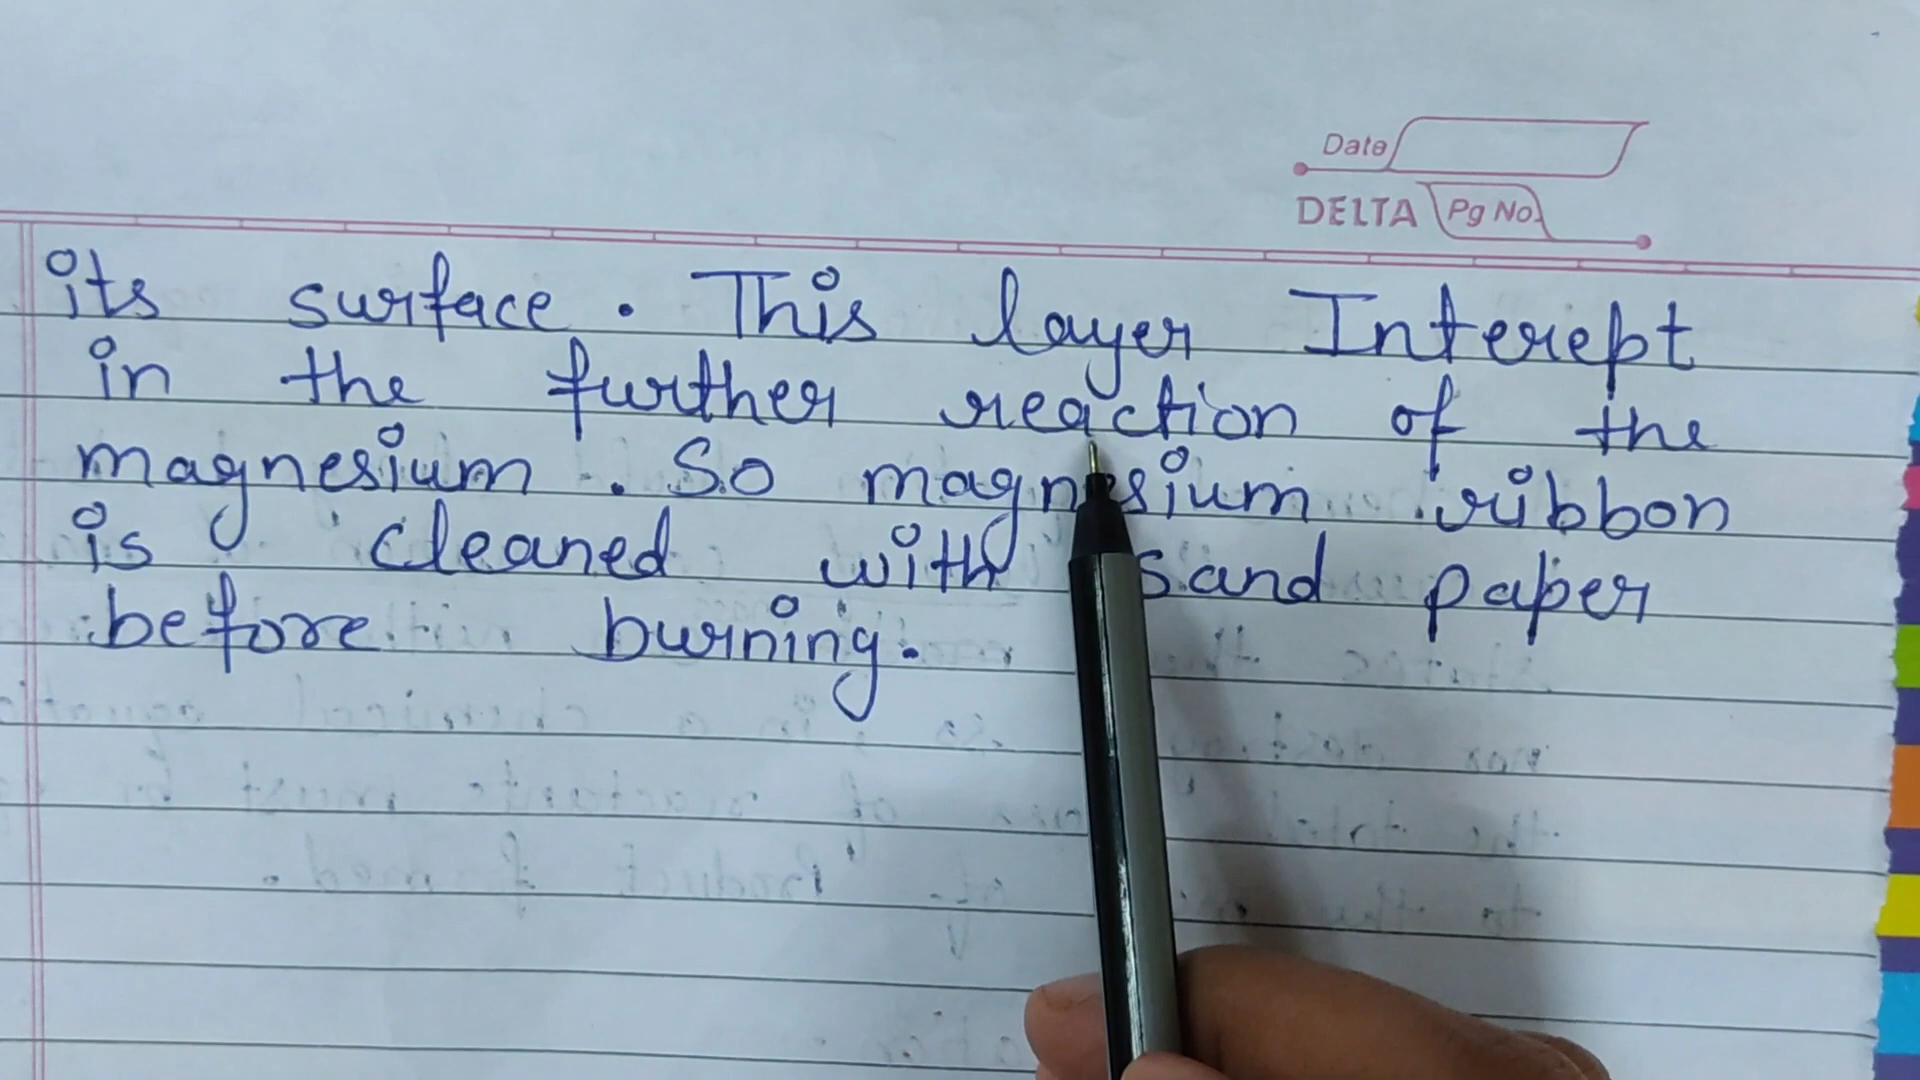 Date
DELTA Pg No.
its surface. This layer Interept
in the further reaction of the
magnesium. So magnesium ribbon
is cleaned with sand paper
before burning.